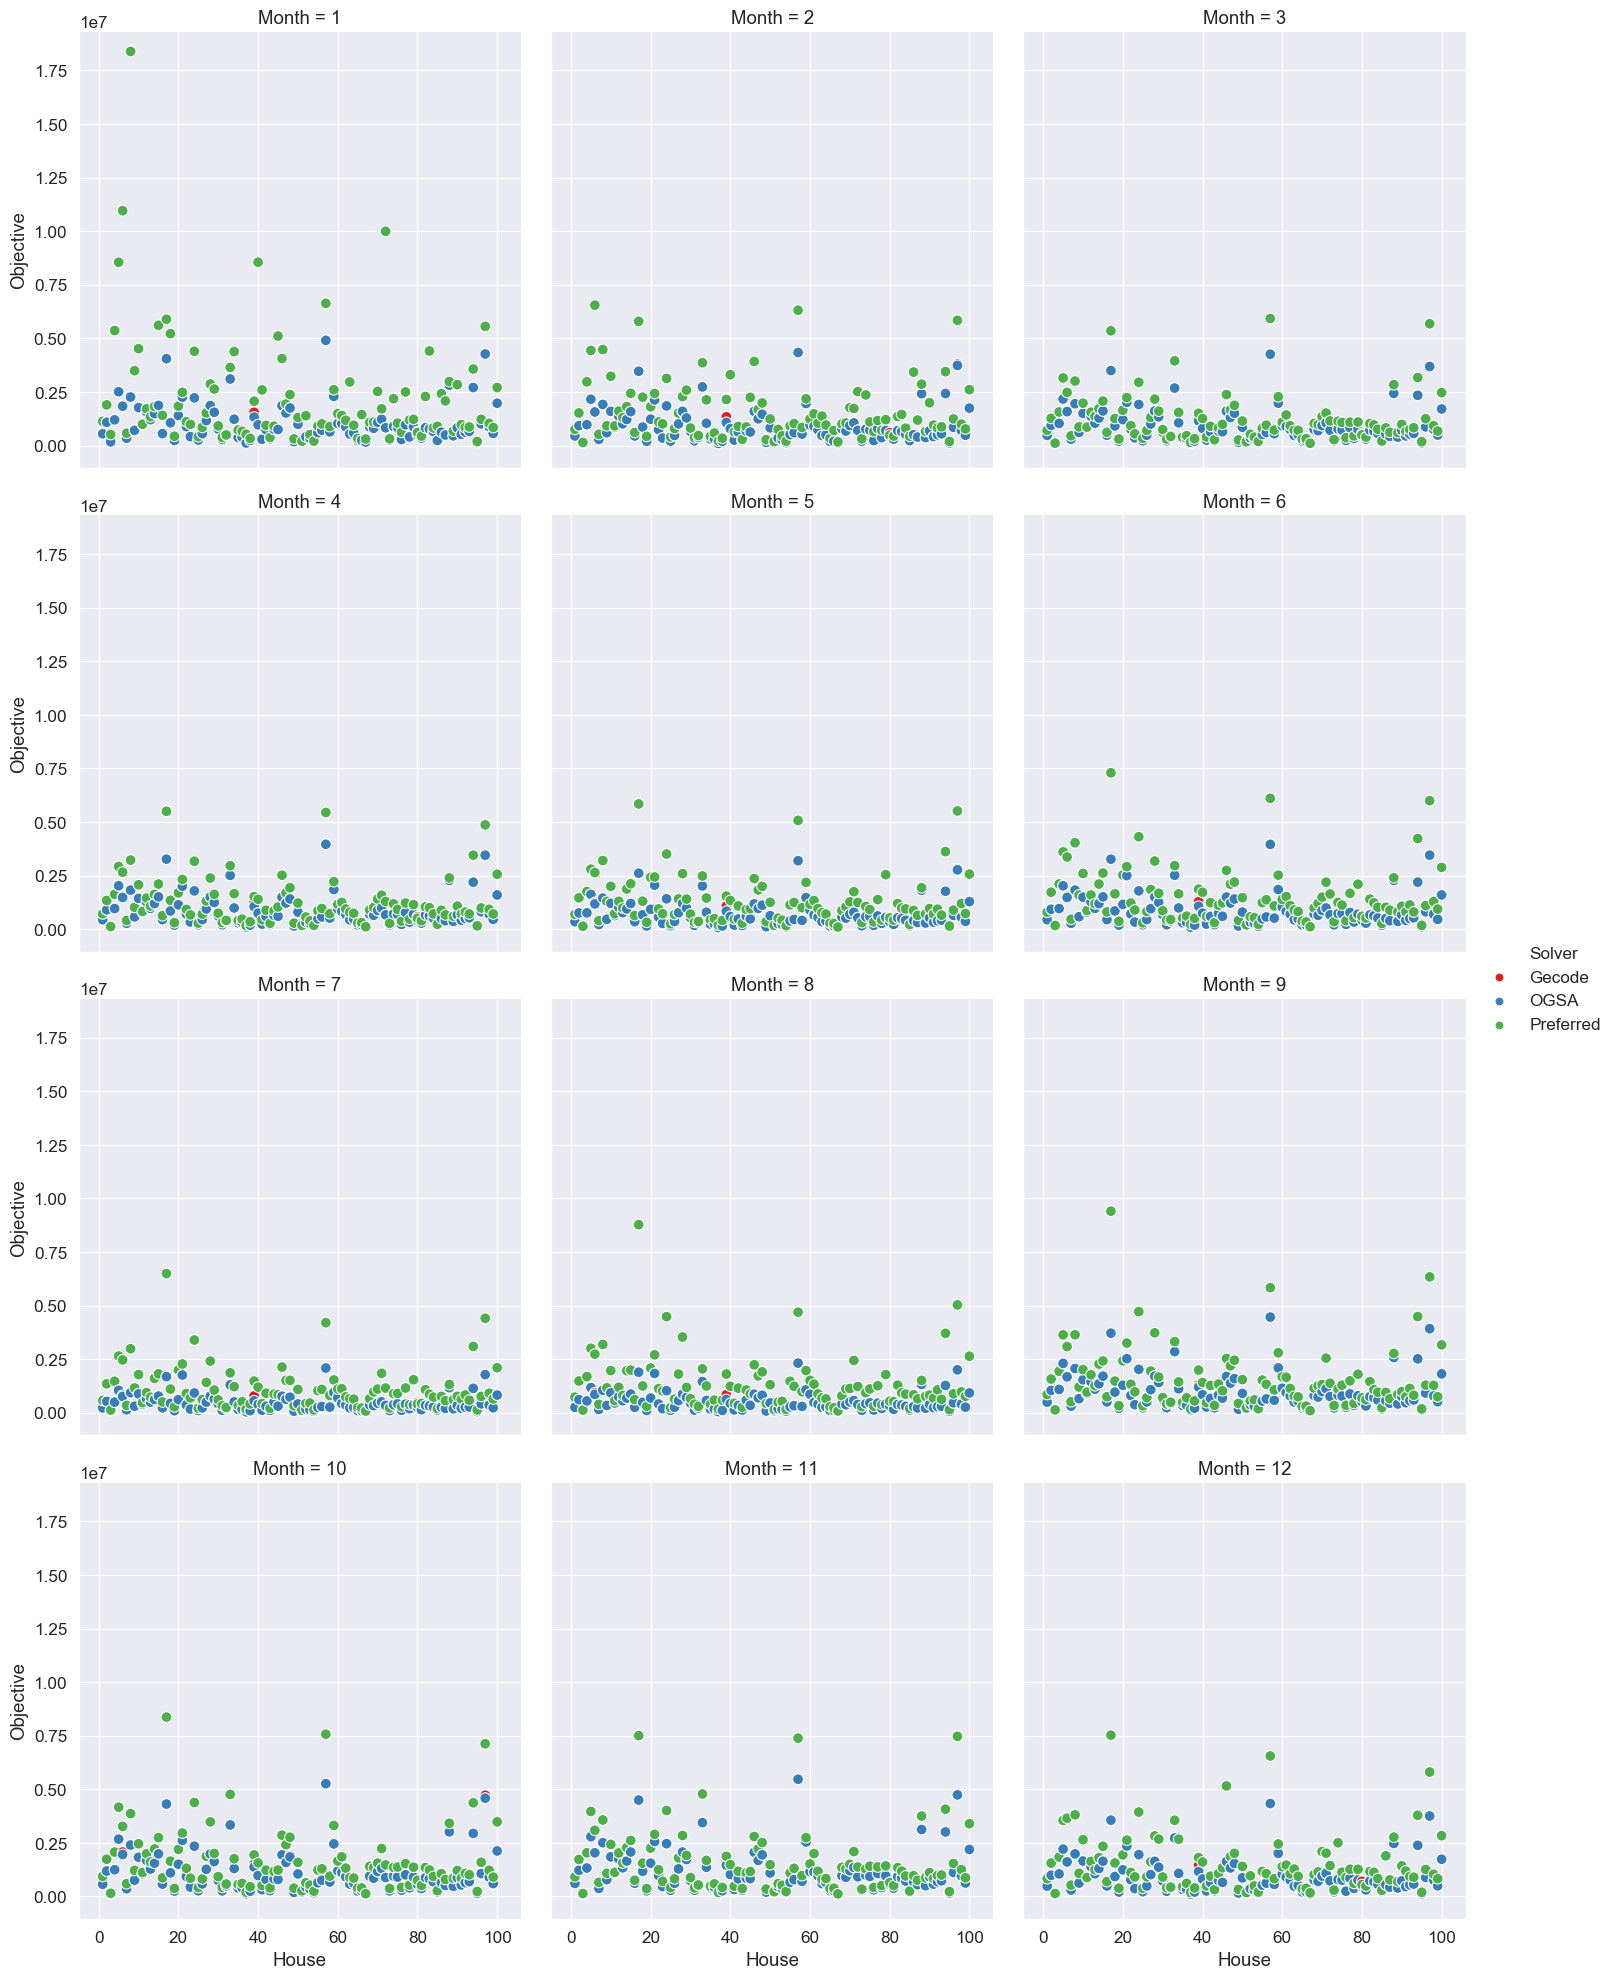 1e7
Month = 1
Month = 2
Month = 3
1.75
1.50
1.25
1.00
0.75
0.50
0.25
0.00
Objective
1e7
Month = 4
Month = 5
Month = 6
1.75
1.50
1.25
1.00
0.75
0.50
0.25
0.00
Objective
Solver
Gecode
OGSA
Preferred
1e7
Month = 7
Month = 8
Month = 9
1.75
1.50
1.25
1.00
0.75
0.50
0.25
0.00
Objective
1e7
Month = 10
Month = 11
Month = 12
1.75
1.50
1.25
1.00
0.75
0.50
0.25
0.00
Objective
0 20 40 60 80 100
0 20 40 60 80 100
0 20 40 60 80 100
House
House
House